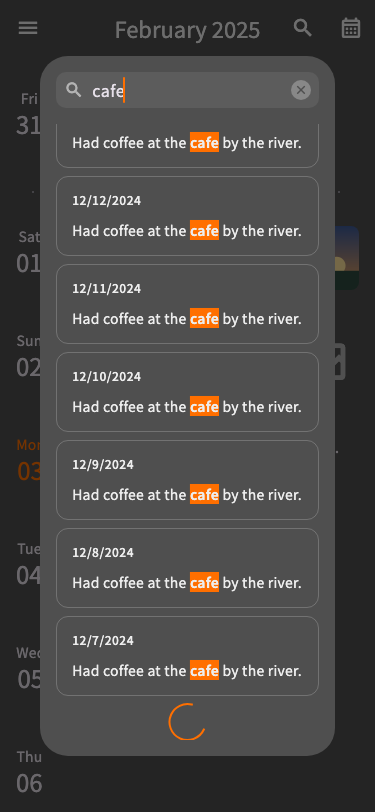 February 2025
cafe
Fri
31
Sat
01
Sun
02
Mon
03
Tue
04
Wed
05
Thu
06
Had coffee at the cafe by the river.
12/12/2024
Had coffee at the cafe by the river.
12/11/2024
Had coffee at the cafe by the river.
12/10/2024
Had coffee at the cafe by the river.
12/9/2024
Had coffee at the cafe by the river.
12/8/2024
Had coffee at the cafe by the river.
12/7/2024
Had coffee at the cafe by the river.